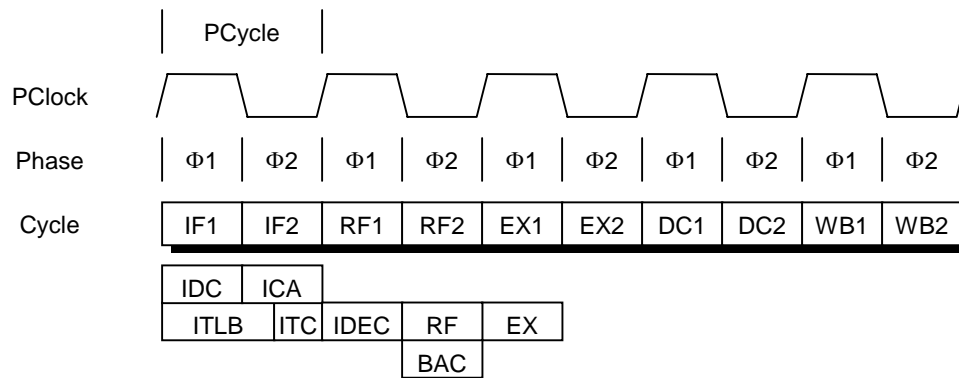 PCycle
PClock
Phase Φ1 Φ2 Φ1 Φ2 Φ1 Φ2 Φ1 Φ2 Φ1 Φ2
Cycle IF1 IF2 RF1 RF2 EX1 EX2 DC1 DC2 WB1 WB2
IDC ICA
ITLB ITC IDEC RF EX
BAC